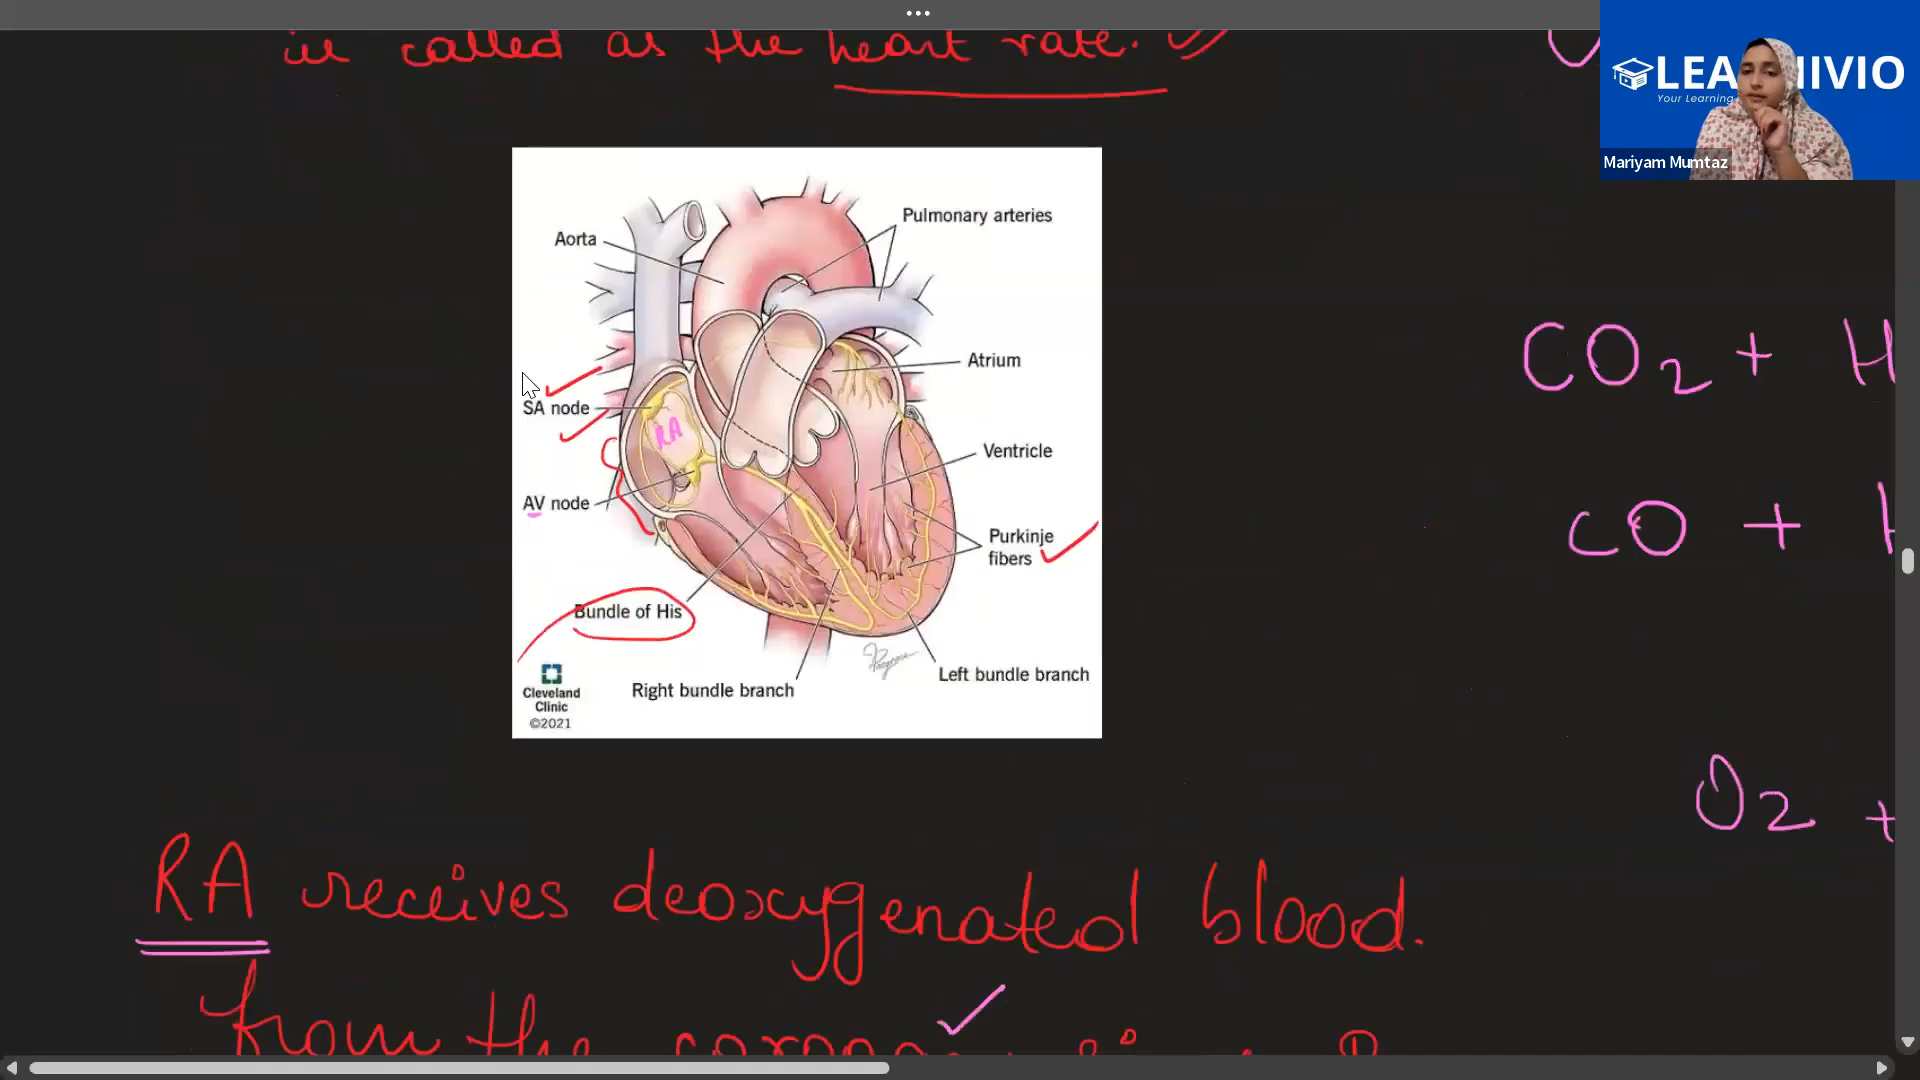 is called as the heart rate.
LEA IVIO
Your Learning
Mariyam Mumtaz
Aorta
Pulmonary arteries
Atrium
SA node
RA
Ventricle
AV node
Purkinje
fibers
Bundle of His
Right bundle branch
Left bundle branch
Cleveland
Clinic
©2021
CO2 + H
CO + H
O2 +
RA receives deoxygenated blood.
from the